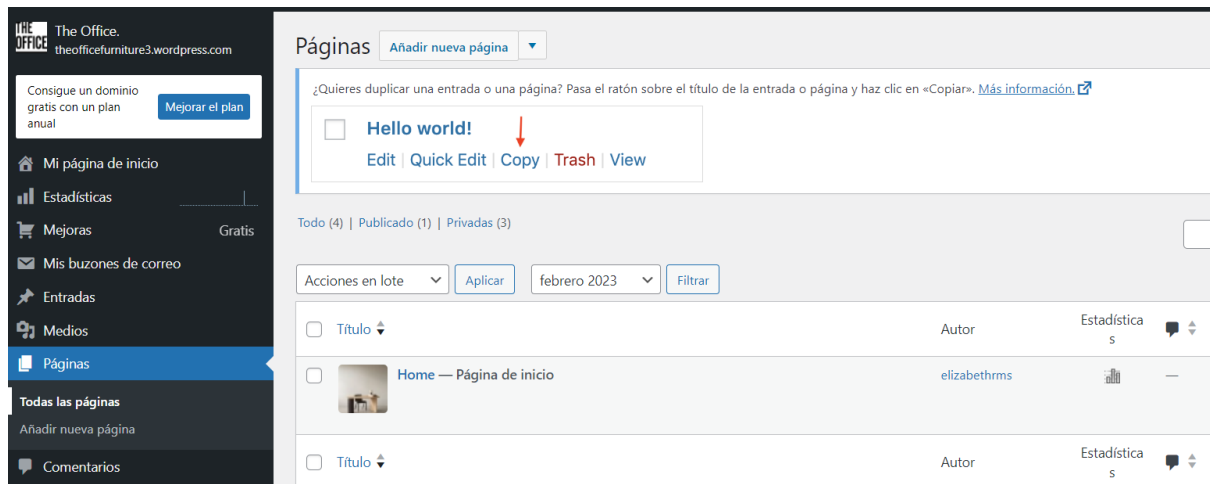 THE
OFFICE
The Office.
theofficefurniture3.wordpress.com
Consigue un dominio
gratis con un plan
anual
Mejorar el plan
Mi página de inicio
Estadísticas
Mejoras Gratis
Mis buzones de correo
Entradas
Medios
Páginas
Todas las páginas
Añadir nueva página
Comentarios
Páginas Añadir nueva página
¿Quieres duplicar una entrada o una página? Pasa el ratón sobre el título de la entrada o página y haz clic en «Copiar». Más información.
Hello world!
Edit | Quick Edit | Copy | Trash | View
Todo (4) | Publicado (1) | Privadas (3)
Acciones en lote Aplicar febrero 2023 Filtrar
Título Autor Estadística
s
Home — Página de inicio elizabethrms —
Título Autor Estadística
s